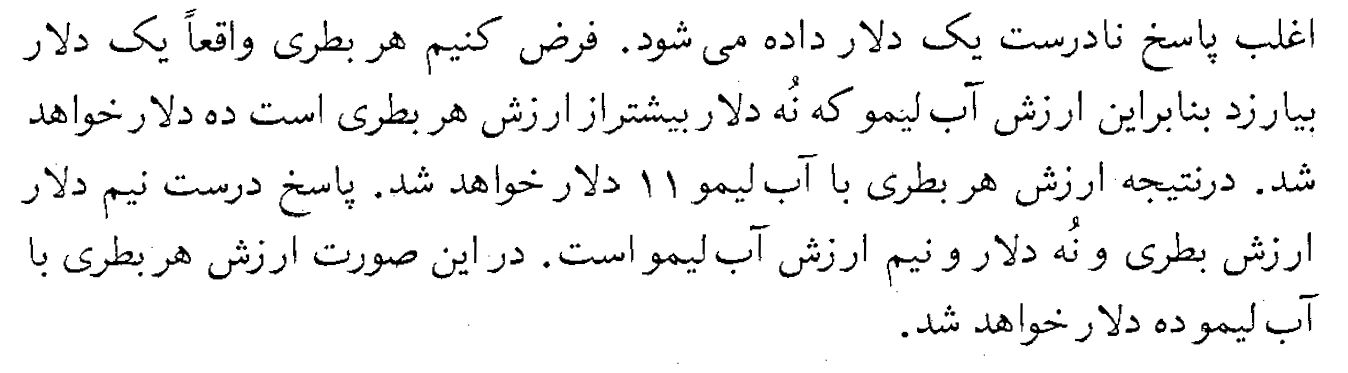 اغلب پاسخ نادرست یک دلار داده می شود. فرض کنیم هر بطری واقعاً یک دلار
بیارزد بنابراین ارزش آب لیمو که نُه دلار بیشتر از ارزش هر بطری است ده دلار خواهد
شد. درنتیجه ارزش هر بطری با آب لیمو ۱۱ دلار خواهد شد. پاسخ درست نیم دلار
ارزش بطری و نُه دلار و نیم ارزش آب لیمو است. در این صورت ارزش هر بطری با
آب لیمو ده دلار خواهد شد.